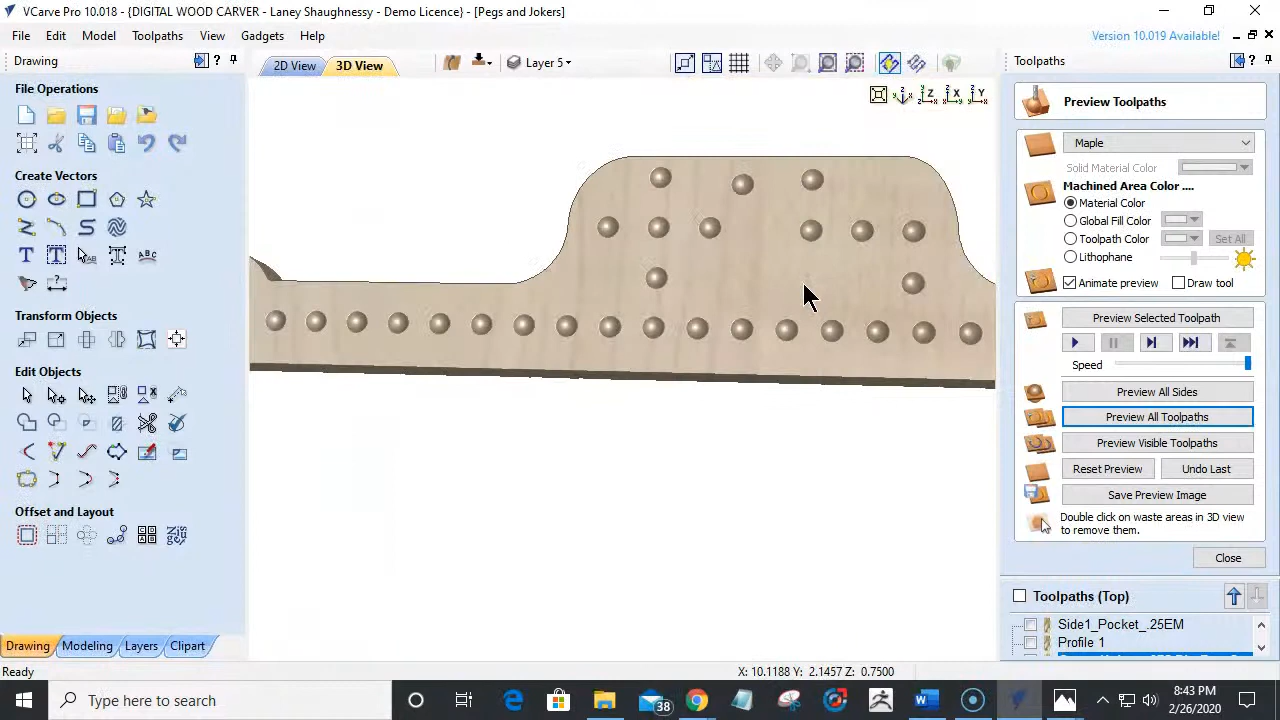 VCarve Pro 10.018 - {DIGITAL WOOD CARVER - Laney Shaughnessy - Demo Licence} - [Pegs and Jokers]
File Edit Model Toolpaths View Gadgets Help
Version 10.019 Available!
Drawing
2D View 3D View
Layer 5
Toolpaths
File Operations
Create Vectors
Transform Objects
Edit Objects
Offset and Layout
Drawing Modeling Layers Clipart
Preview Toolpaths
Maple
Solid Material Color
Machined Area Color ....
Material Color
Global Fill Color
Toolpath Color Set All
Lithophane
Animate preview Draw tool
Preview Selected Toolpath
Speed
Preview All Sides
Preview All Toolpaths
Preview Visible Toolpaths
Reset Preview Undo Last
Save Preview Image
Double click on waste areas in 3D view
to remove them.
Close
Toolpaths (Top)
Side1_Pocket_.25EM
Profile 1
Ready
X: 10.1188 Y: 2.1457 Z: 0.7500
Type here to search
38
8:43 PM
2/26/2020